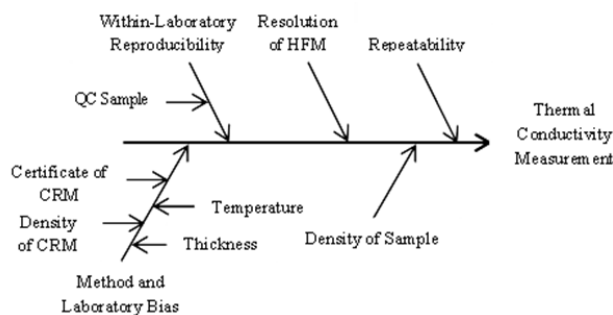 Within-Laboratory
Reproducibility
Resolution
of HFM
Repeatability
QC Sample
Thermal
Conductivity
Measurement
Certificate of
CRM
Temperature
Density
of CRM
Thickness
Density of Sample
Method and
Laboratory Bias